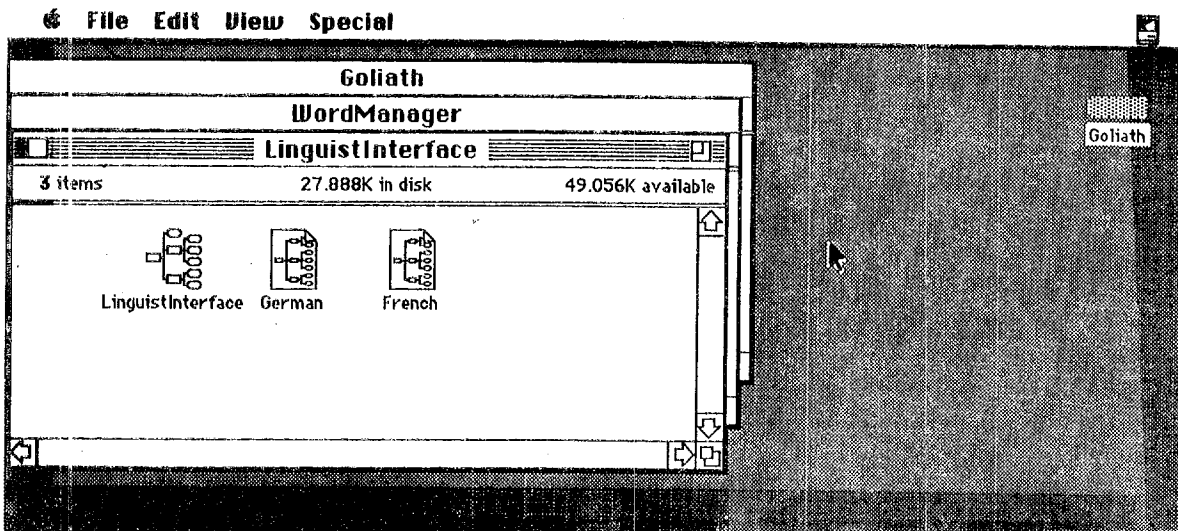 File Edit View Special
Goliath
WordManager
LinguistInterface
3 items 27.888K in disk 49.056K available
Goliath
LinguistInterface German French